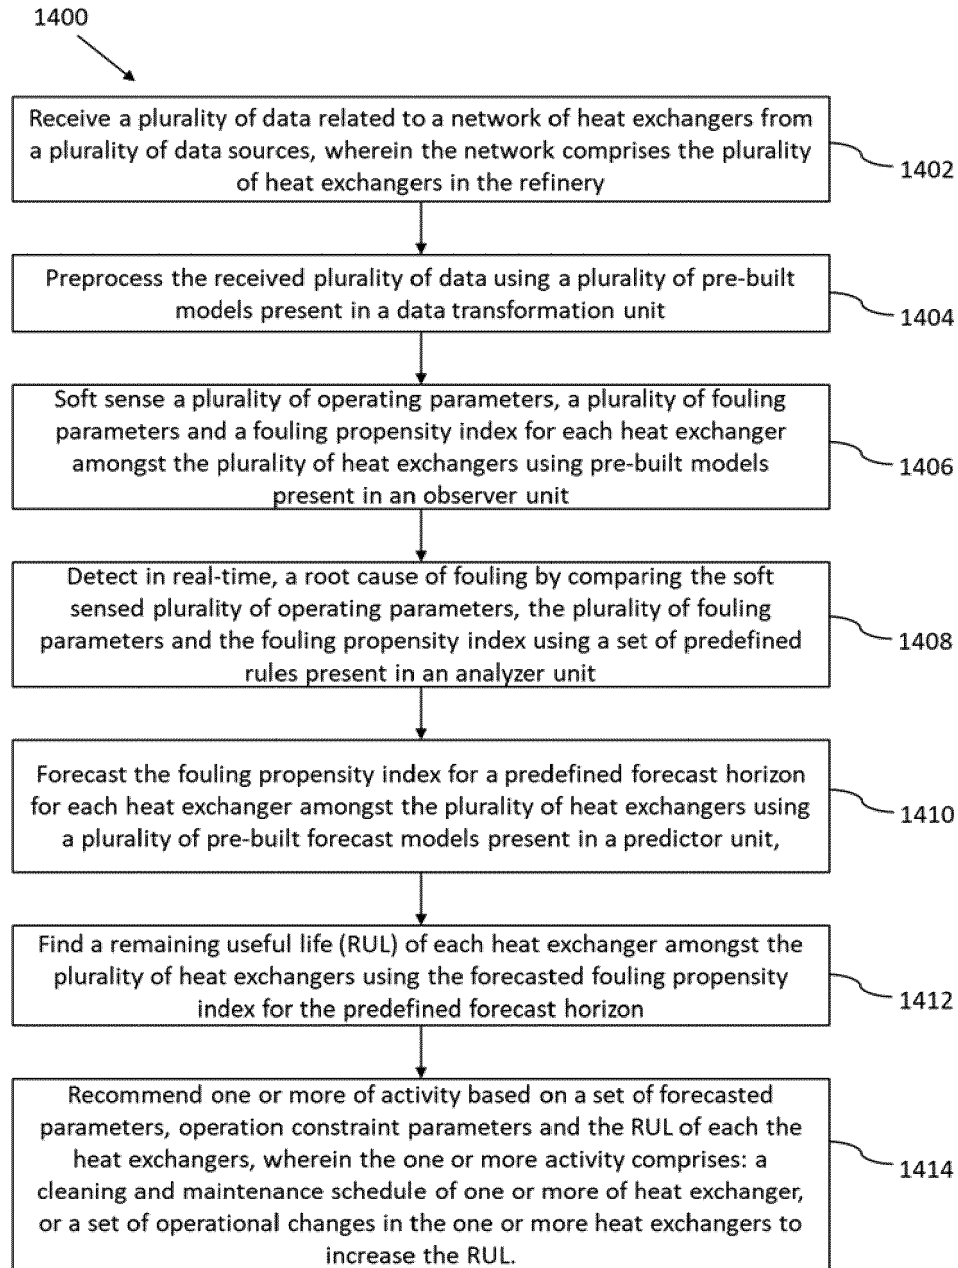 1400
Receive a plurality of data related to a network of heat exchangers from
a plurality of data sources, wherein the network comprises the plurality
of heat exchangers in the refinery
1402
Preprocess the received plurality of data using a plurality of pre-built
models present in a data transformation unit
1404
Soft sense a plurality of operating parameters, a plurality of fouling
parameters and a fouling propensity index for each heat exchanger
amongst the plurality of heat exchangers using pre-built models
present in an observer unit
1406
Detect in real-time, a root cause of fouling by comparing the soft
sensed plurality of operating parameters, the plurality of fouling
parameters and the fouling propensity index using a set of predefined
rules present in an analyzer unit
1408
Forecast the fouling propensity index for a predefined forecast horizon
for each heat exchanger amongst the plurality of heat exchangers using
a plurality of pre-built forecast models present in a predictor unit,
1410
Find a remaining useful life (RUL) of each heat exchanger amongst the
plurality of heat exchangers using the forecasted fouling propensity
index for the predefined forecast horizon
1412
Recommend one or more of activity based on a set of forecasted
parameters, operation constraint parameters and the RUL of each the
heat exchangers, wherein the one or more activity comprises: a
cleaning and maintenance schedule of one or more of heat exchanger,
or a set of operational changes in the one or more heat exchangers to
increase the RUL.
1414